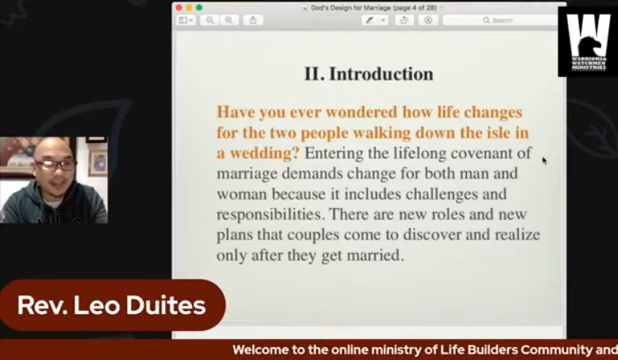 God's Design for Marriage (page 4 of 28)
Search
W
WARRIORS &
WATCHMEN
MINISTRIES
II. Introduction
Have you ever wondered how life changes
for the two people walking down the isle in
a wedding? Entering the lifelong covenant of
marriage demands change for both man and
woman because it includes challenges and
responsibilities. There are new roles and new
plans that couples come to discover and realize
only after they get married.
Rev. Leo Duites
Welcome to the online ministry of Life Builders Community and